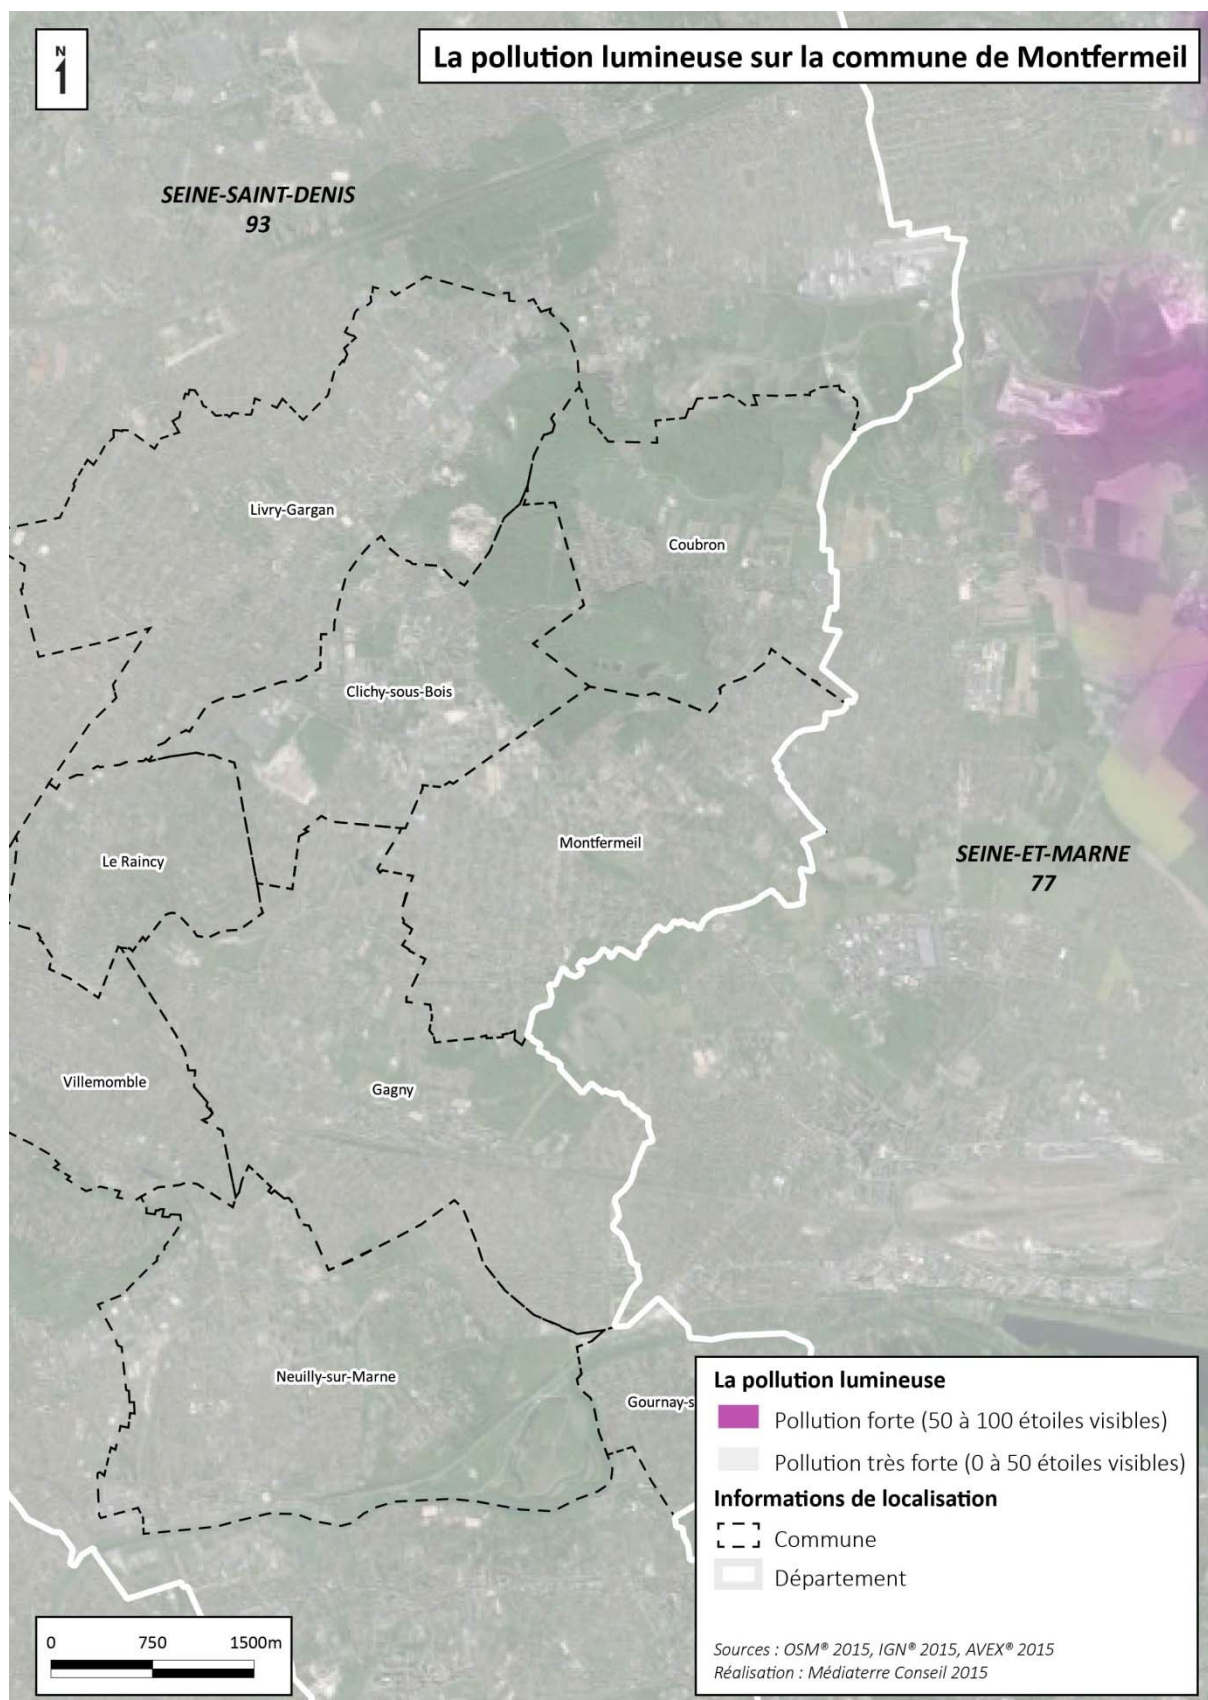 N
La pollution lumineuse sur la commune de Montfermeil
SEINE-SAINT-DENIS
93
Livry-Gargan
Coubron
Clichy-sous-Bois
Montfermeil
Le Raincy
SEINE-ET-MARNE
77
Villemomble
Gagny
Neuilly-sur-Marne
Gournay-s
La pollution lumineuse
Pollution forte (50 à 100 étoiles visibles)
Pollution très forte (0 à 50 étoiles visibles)
Informations de localisation
Commune
Département
Sources : OSM® 2015, IGN® 2015, AVEX® 2015
Réalisation : Médiaterre Conseil 2015
0 750 1500m